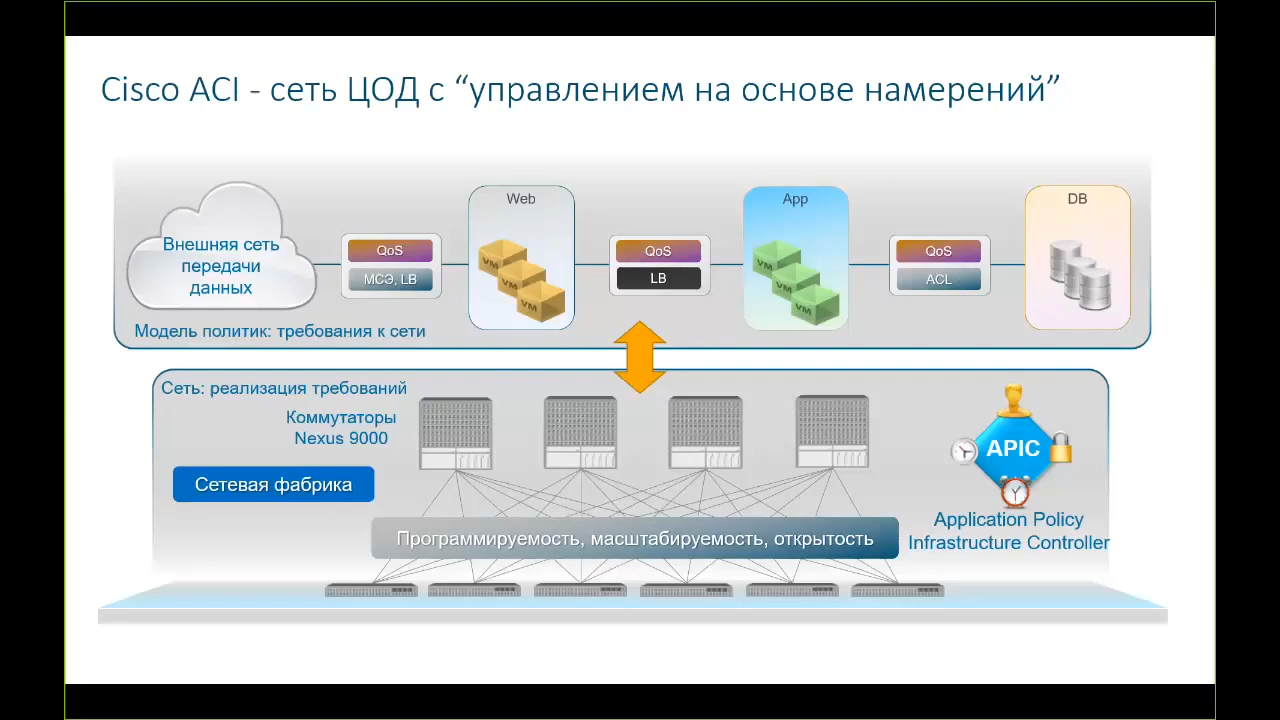 Cisco ACI - сеть ЦОД с “управлением на основе намерений”
Web
App
DB
Внешняя сеть
передачи
данных
QoS
МСЭ, LB
QoS
LB
QoS
ACL
VM
VM
VM
VM
VM
VM
Модель политик: требования к сети
Сеть: реализация требований
Коммутаторы
Nexus 9000
Сетевая фабрика
APIC
Программируемость, масштабируемость, открытость
Application Policy
Infrastructure Controller